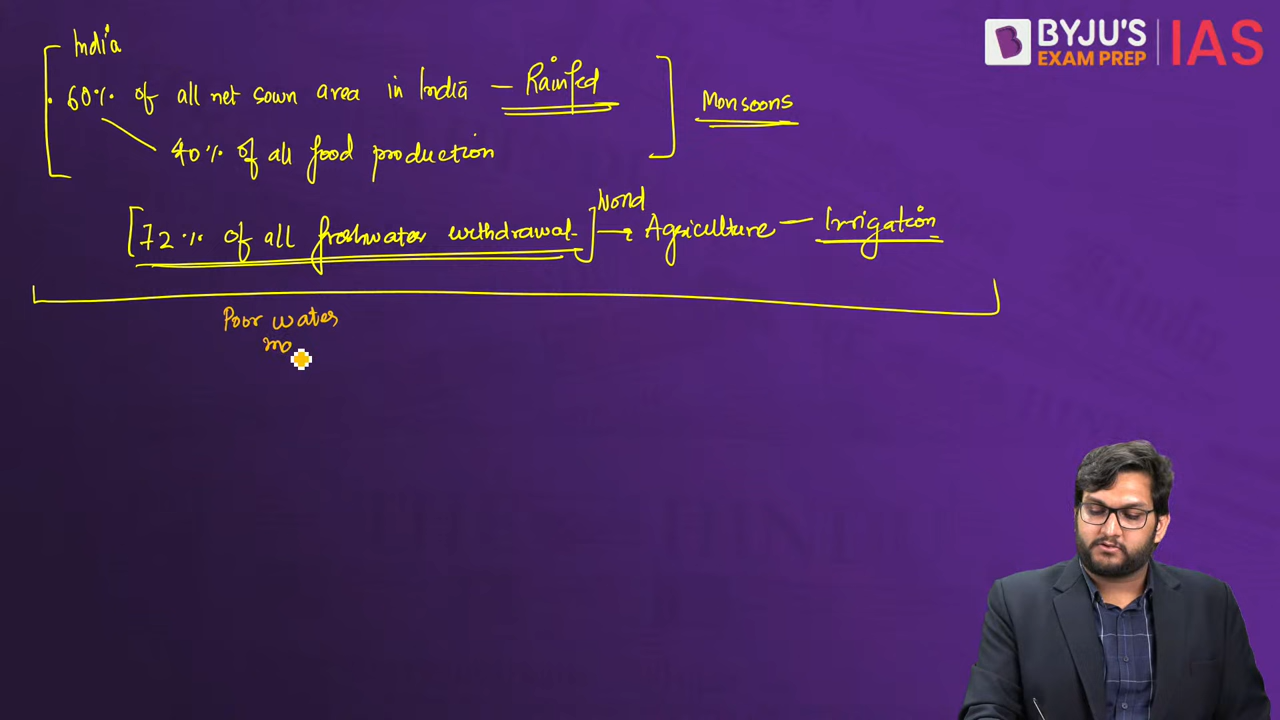 India
BYJU'S
EXAM PREP
IAS
· 60% of all net sown area in India — Rainfed
Monsoons
40% of all food production
[72% of all freshwater withdrawal] → Agriculture — Irrigation
Poor water